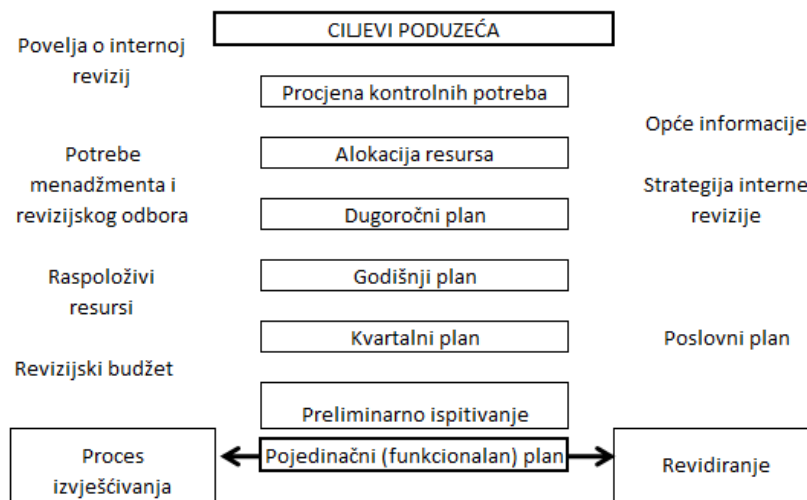 CILJEVI PODUZEĆA
Povelja o internoj
revizij
Procjena kontrolnih potreba
Opće informacije
Potrebe
menadžmenta i
revizijskog odbora
Alokacija resursa
Strategija interne
revizije
Dugoročni plan
Raspoloživi
resursi
Godišnji plan
Kvartalni plan
Poslovni plan
Revizijski budžet
Preliminarno ispitivanje
Proces
izvješćivanja
Pojedinačni (funkcionalan) plan
Revidiranje